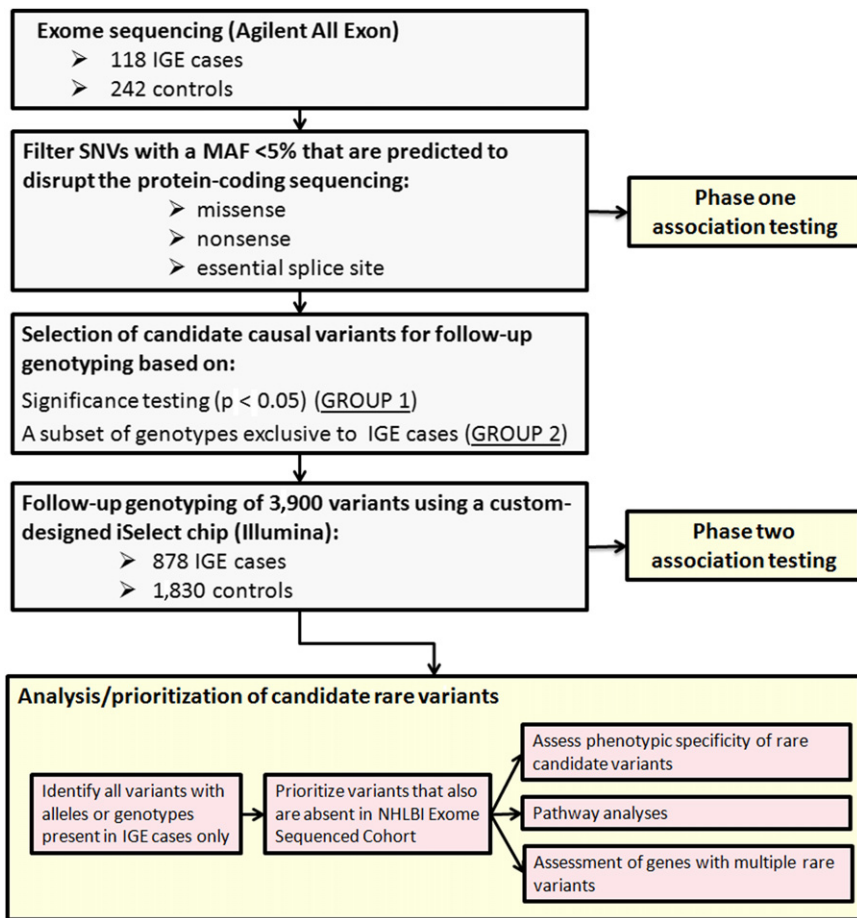 Exome sequencing (Agilent All Exon)
➢ 118 IGE cases
➢ 242 controls
Filter SNVs with a MAF <5% that are predicted to
disrupt the protein-coding sequencing:
➢ missense
➢ nonsense
➢ essential splice site
Phase one
association testing
Selection of candidate causal variants for follow-up
genotyping based on:
Significance testing (p < 0.05) (GROUP 1)
A subset of genotypes exclusive to IGE cases (GROUP 2)
Follow-up genotyping of 3,900 variants using a custom-
designed iSelect chip (Illumina):
➢ 878 IGE cases
➢ 1,830 controls
Phase two
association testing
Analysis/prioritization of candidate rare variants
Identify all variants with
alleles or genotypes
present in IGE cases only
Prioritize variants that also
are absent in NHLBI Exome
Sequenced Cohort
Assess phenotypic specificity of rare
candidate variants
Pathway analyses
Assessment of genes with multiple rare
variants